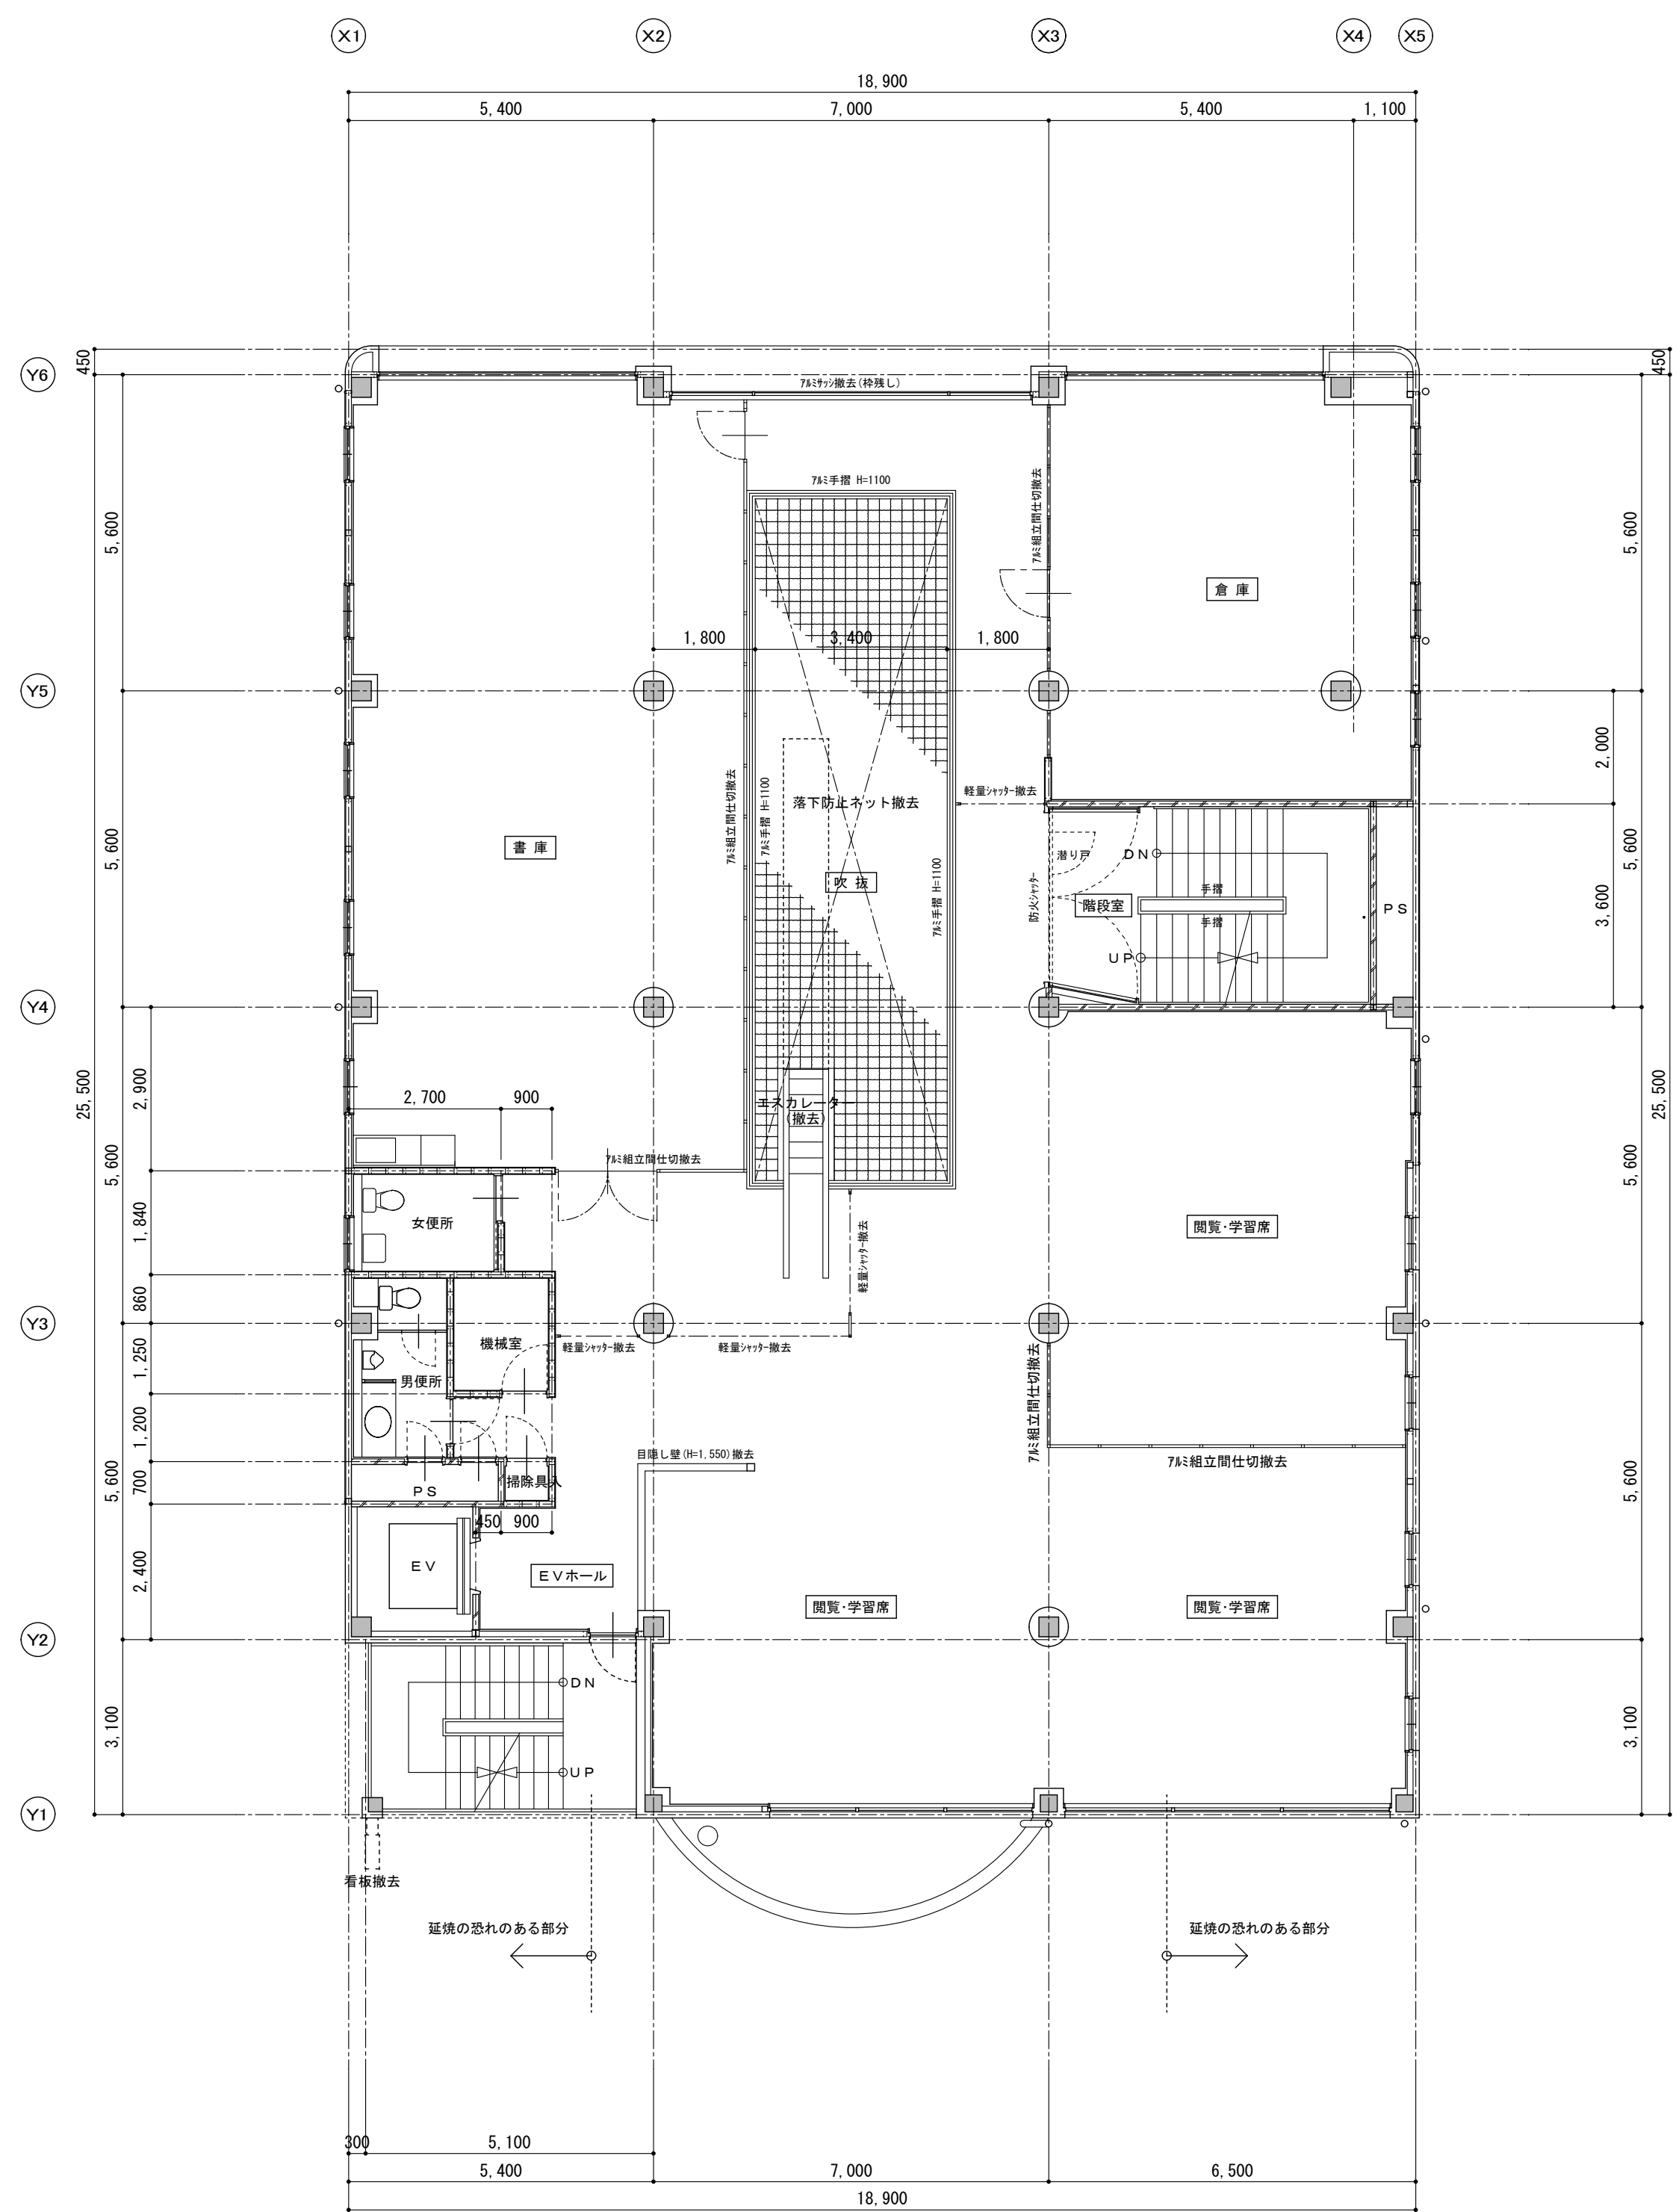 X1
X2
X3
X4
X5
18,900
5,400
7,000
5,400
1,100
450
450
Y6
アルミサッシ撤去(枠残し)
アルミ手摺 H=1100
アルミ組立間仕切撤去
5,600
5,600
倉 庫
1,800
3,400
1,800
Y5
2,000
アルミ組立間仕切撤去
アルミ手摺 H=1100
落下防止ネット撤去
軽量シャッター撤去
書 庫
5,600
5,600
潜り戸
DN
吹 抜
アルミ手摺 H=1100
防火シャッター
階段室
手摺
手摺
PS
3,600
UP
Y4
25,500
25,500
2,900
2,700
900
エスカレーター
(撤去)
5,600
5,600
アルミ組立間仕切撤去
1,840
女便所
閲覧・学習席
軽量シャッター撤去
860
Y3
機械室
軽量シャッター撤去
軽量シャッター撤去
1,250
男便所
アルミ組立間仕切撤去
1,200
目隠し壁(H=1,550)撤去
アルミ組立間仕切撤去
5,600
5,600
700
PS
掃除具入
450
900
2,400
EV
EVホール
閲覧・学習席
閲覧・学習席
Y2
DN
3,100
3,100
UP
Y1
看板撤去
延焼の恐れのある部分
延焼の恐れのある部分
300
5,100
5,400
7,000
6,500
18,900